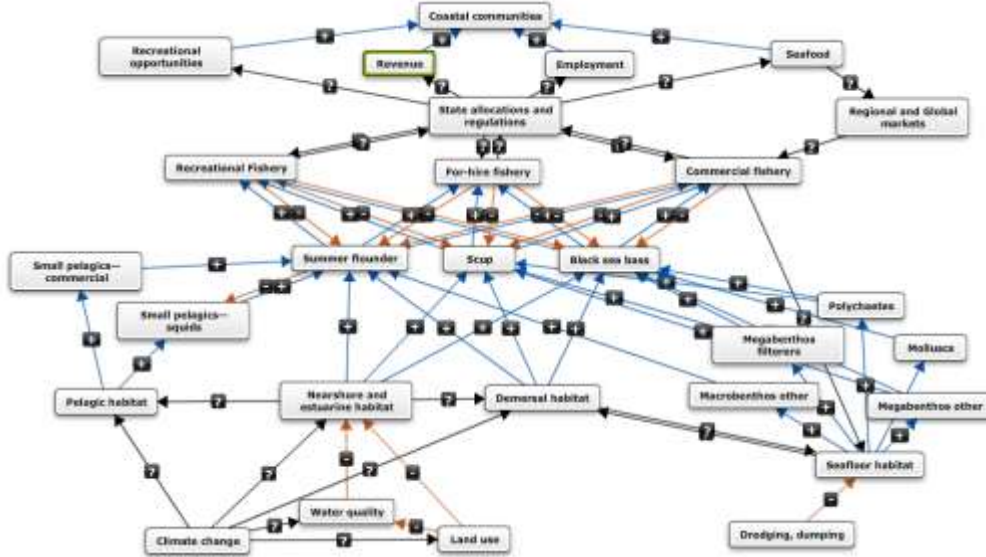 Coastal communities
Recreational
opportunities
Revenue
Employment
Seafood
State allocations and
regulations
Regional and Global
markets
Recreational Fishery
For-hire fishery
Commercial fishery
Small pelagics—
commercial
Summer flounder
Scup
Black sea bass
Small pelagics—
squids
Polychaetes
Megabenthos
filterers
Mollusca
Pelagic habitat
Nearshore and
estuarine habitat
Demersal habitat
Macrobenthos other
Megabenthos other
Seafloor habitat
Water quality
Climate change
Land use
Dredging, dumping